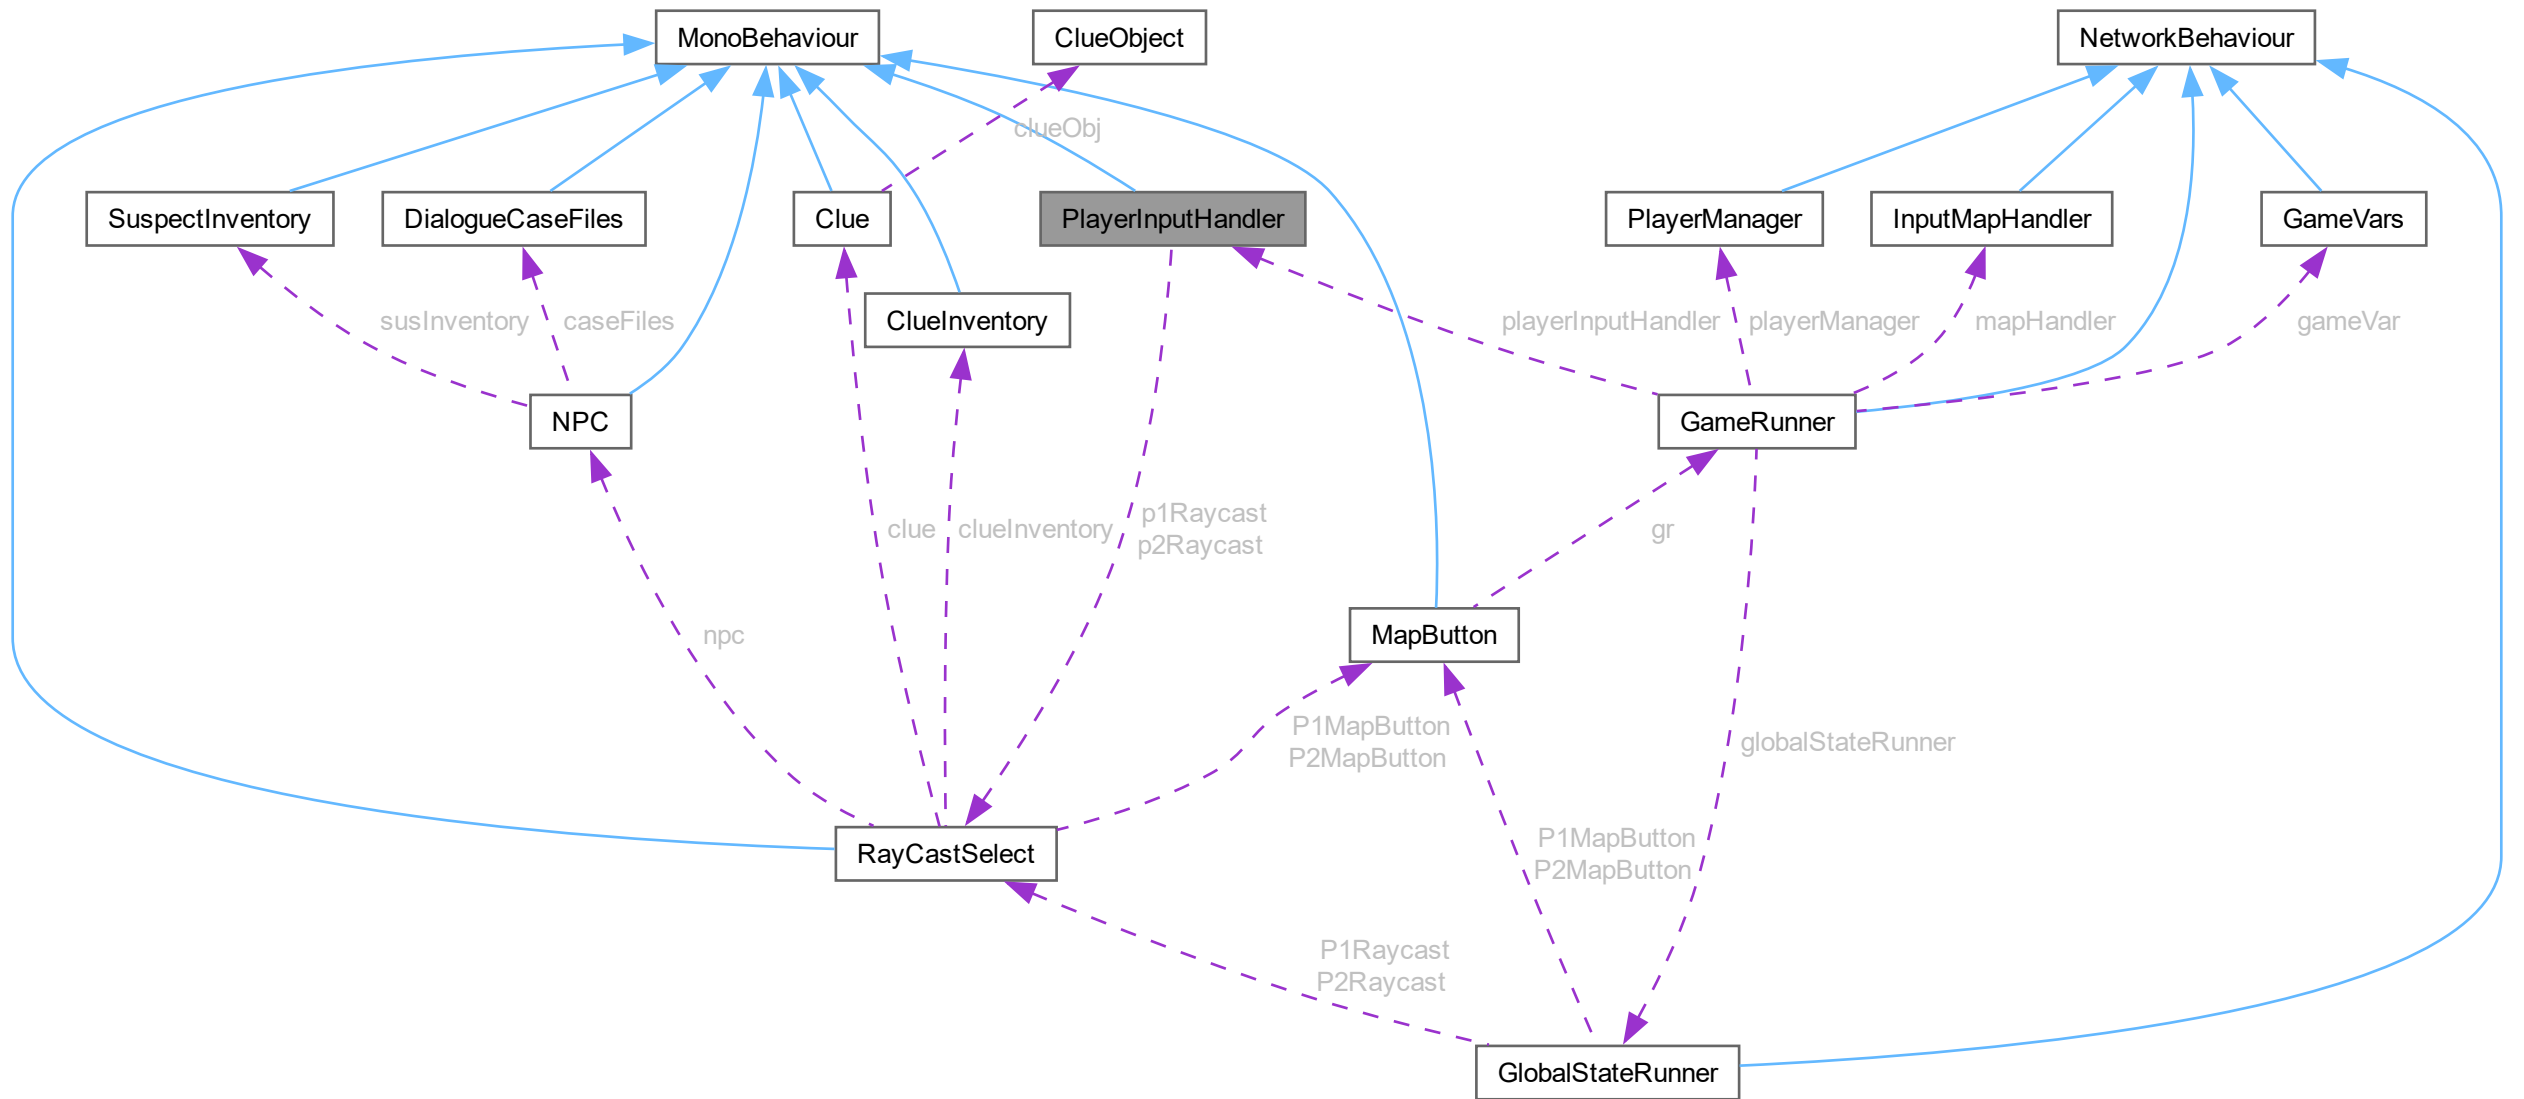 MonoBehaviour
ClueObject
NetworkBehaviour
clueObj
SuspectInventory
DialogueCaseFiles
Clue
PlayerInputHandler
PlayerManager
InputMapHandler
GameVars
susInventory
caseFiles
ClueInventory
playerInputHandler
playerManager
mapHandler
gameVar
NPC
GameRunner
clue
clueInventory
p1Raycast
p2Raycast
gr
npc
MapButton
P1MapButton
P2MapButton
globalStateRunner
RayCastSelect
P1MapButton
P2MapButton
P1Raycast
P2Raycast
GlobalStateRunner